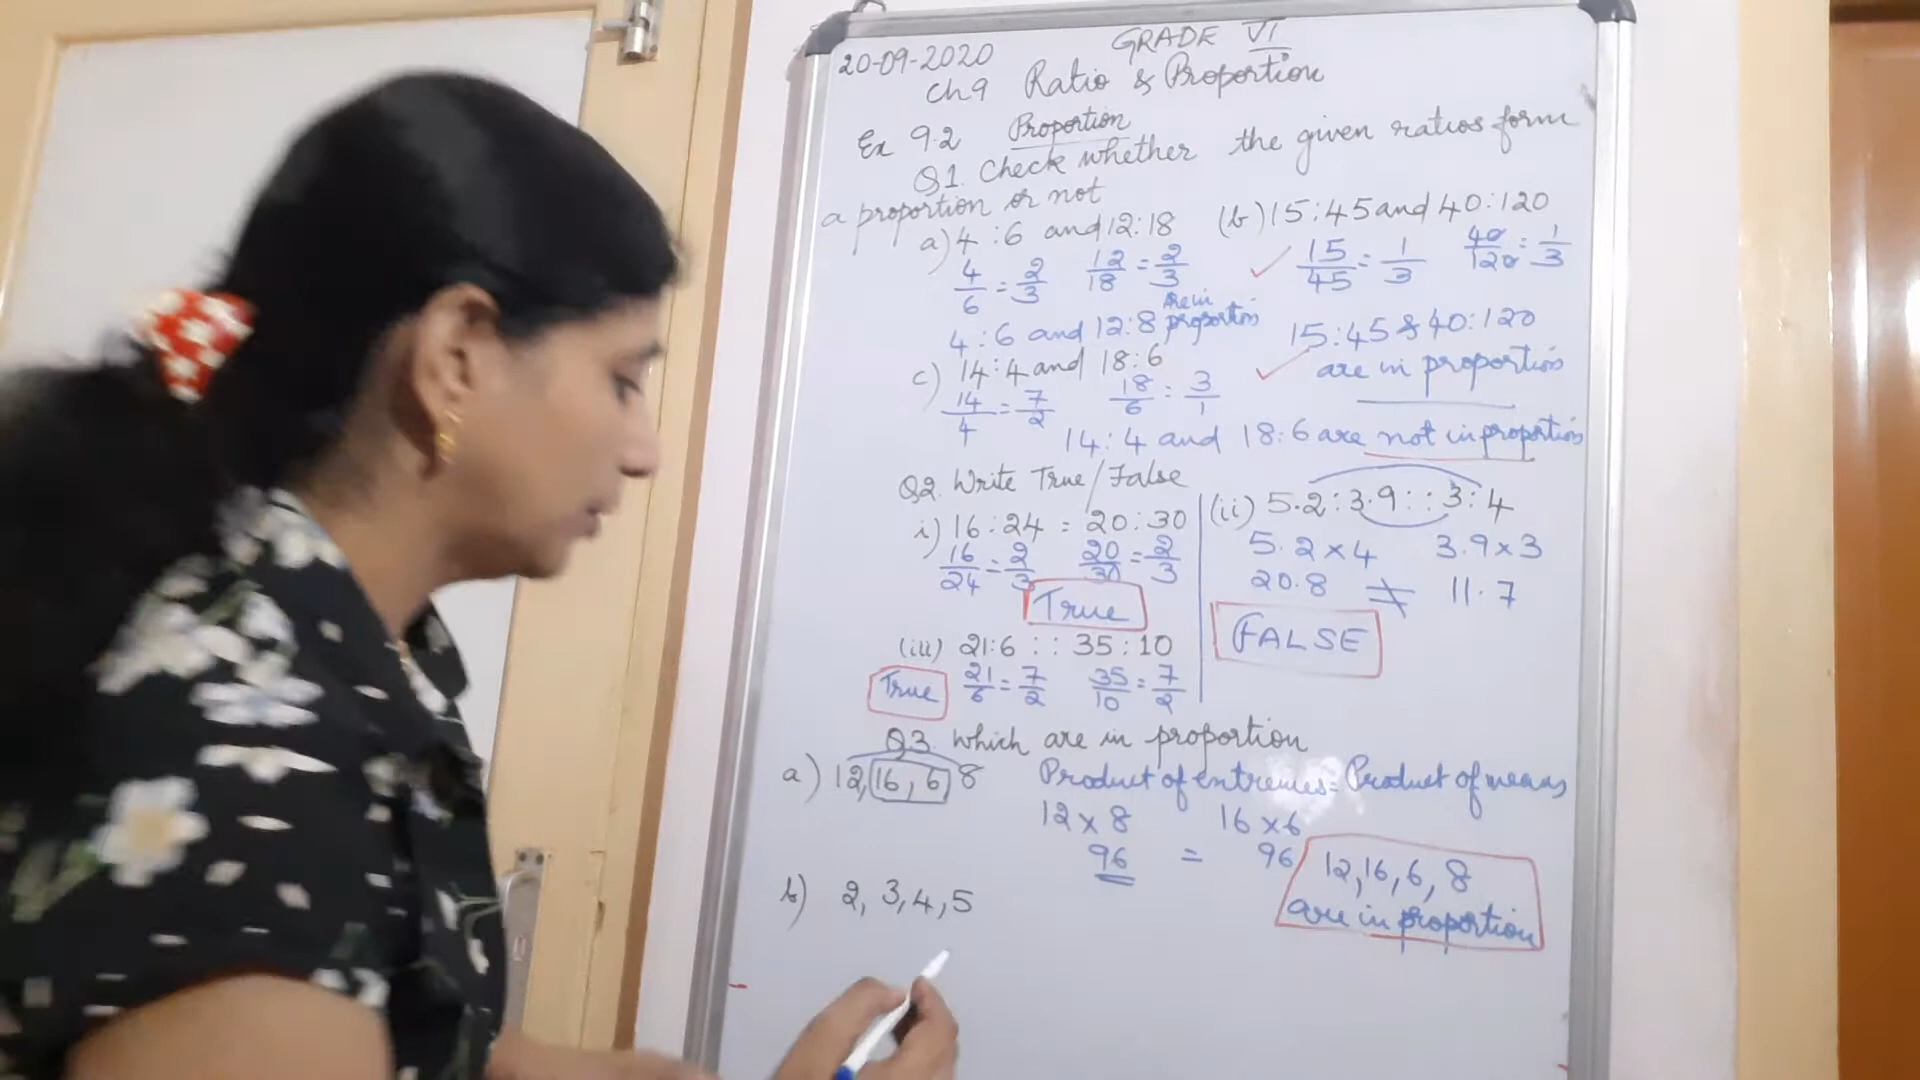 20-09-2020 GRADE VI
Ch 9 Ratio & Proportion
Ex 9.2 Proportion
Q1. Check whether the given ratios form
a proportion or not
a) 4:6 and 12:18 (b) 15:45 and 40:120
4/6 = 2/3 12/18 = 2/3 ✓ 15/45 = 1/3 40/120 = 1/3
4:6 and 12:8 are in proportion 15:45 & 40:120
✓ are in proportion
c) 14:4 and 18:6
14/4 = 7/2 18/6 = 3/1
14:4 and 18:6 are not in proportion
Q2. Write True/False
i) 16:24 = 20:30 (ii) 5.2:3.9::3:4
16/24 = 2/3 20/30 = 2/3 5.2×4 3.9×3
20.8 ≠ 11.7
True FALSE
(iii) 21:6 :: 35:10
True 21/6 = 7/2 35/10 = 7/2
Q3. Which are in proportion
a) 12, 16, 6, 8 Product of extremes = Product of means
12×8 16×6
96 = 96
12, 16, 6, 8
are in proportion
b) 2, 3, 4, 5